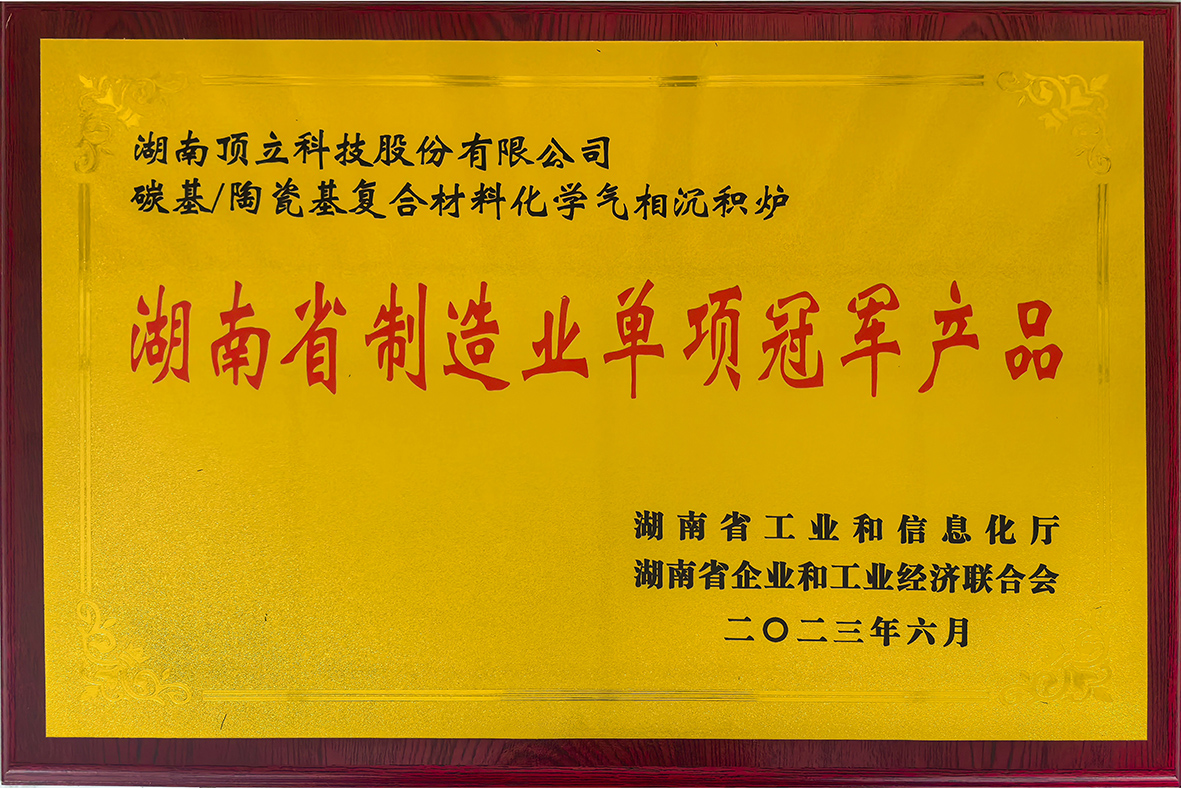 湖南顶立科技股份有限公司
碳基/陶瓷基复合材料化学气相沉积炉
湖南省制造业单项冠军产品
湖南省工业和信息化厅
湖南省企业和工业经济联合会
二〇二三年六月